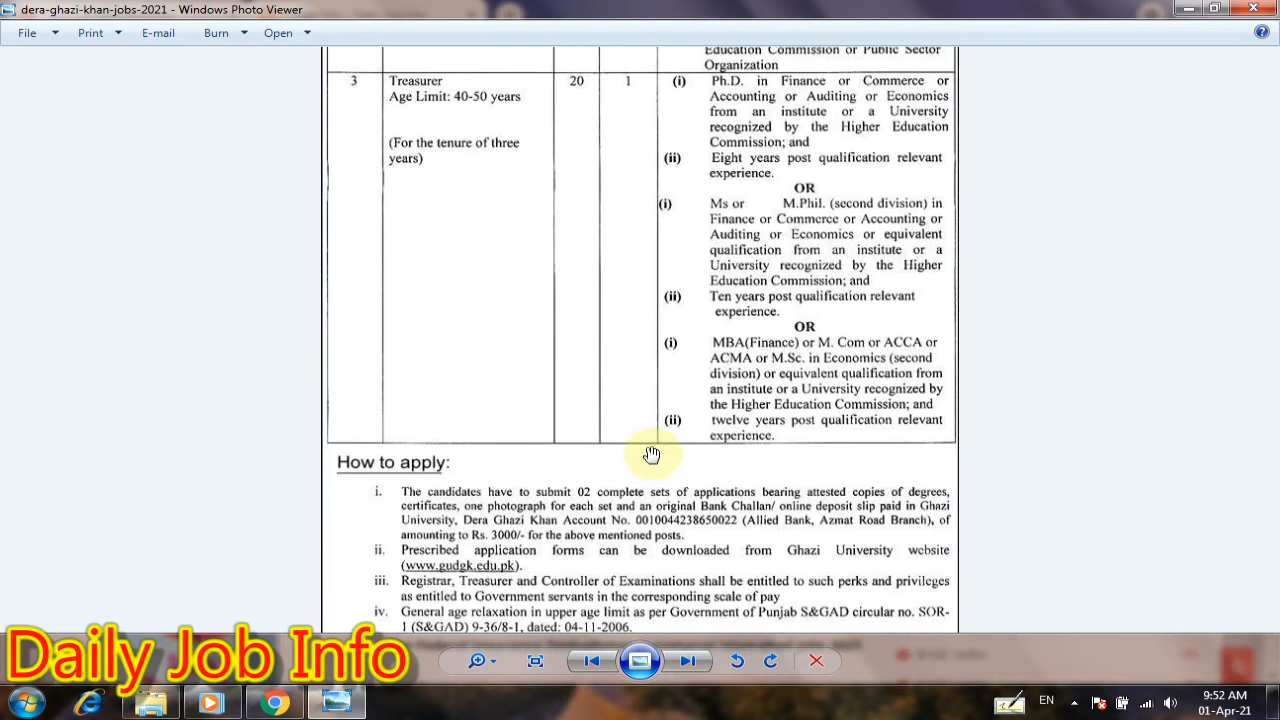 dera-ghazi-khan-jobs-2021 - Windows Photo Viewer
File Print E-mail Burn Open
Education Commission or Public Sector
Organization
3 Treasurer 20 1 (i) Ph.D. in Finance or Commerce or
Age Limit: 40-50 years Accounting or Auditing or Economics
from an institute or a University
recognized by the Higher Education
(For the tenure of three Commission; and
years) (ii) Eight years post qualification relevant
experience.
OR
(i) Ms or M.Phil. (second division) in
Finance or Commerce or Accounting or
Auditing or Economics or equivalent
qualification from an institute or a
University recognized by the Higher
Education Commission; and
(ii) Ten years post qualification relevant
experience.
OR
(i) MBA(Finance) or M. Com or ACCA or
ACMA or M.Sc. in Economics (second
division) or equivalent qualification from
an institute or a University recognized by
the Higher Education Commission; and
(ii) twelve years post qualification relevant
experience.
How to apply:
i. The candidates have to submit 02 complete sets of applications bearing attested copies of degrees,
certificates, one photograph for each set and an original Bank Challan/ online deposit slip paid in Ghazi
University, Dera Ghazi Khan Account No. 0010044238650022 (Allied Bank, Azmat Road Branch), of
amounting to Rs. 3000/- for the above mentioned posts.
ii. Prescribed application forms can be downloaded from Ghazi University website
(www.gudgk.edu.pk).
iii. Registrar, Treasurer and Controller of Examinations shall be entitled to such perks and privileges
as entitled to Government servants in the corresponding scale of pay
iv. General age relaxation in upper age limit as per Government of Punjab S&GAD circular no. SOR-
1 (S&GAD) 9-36/8-1, dated: 04-11-2006.
Daily Job Info
EN
9:52 AM
01-Apr-21